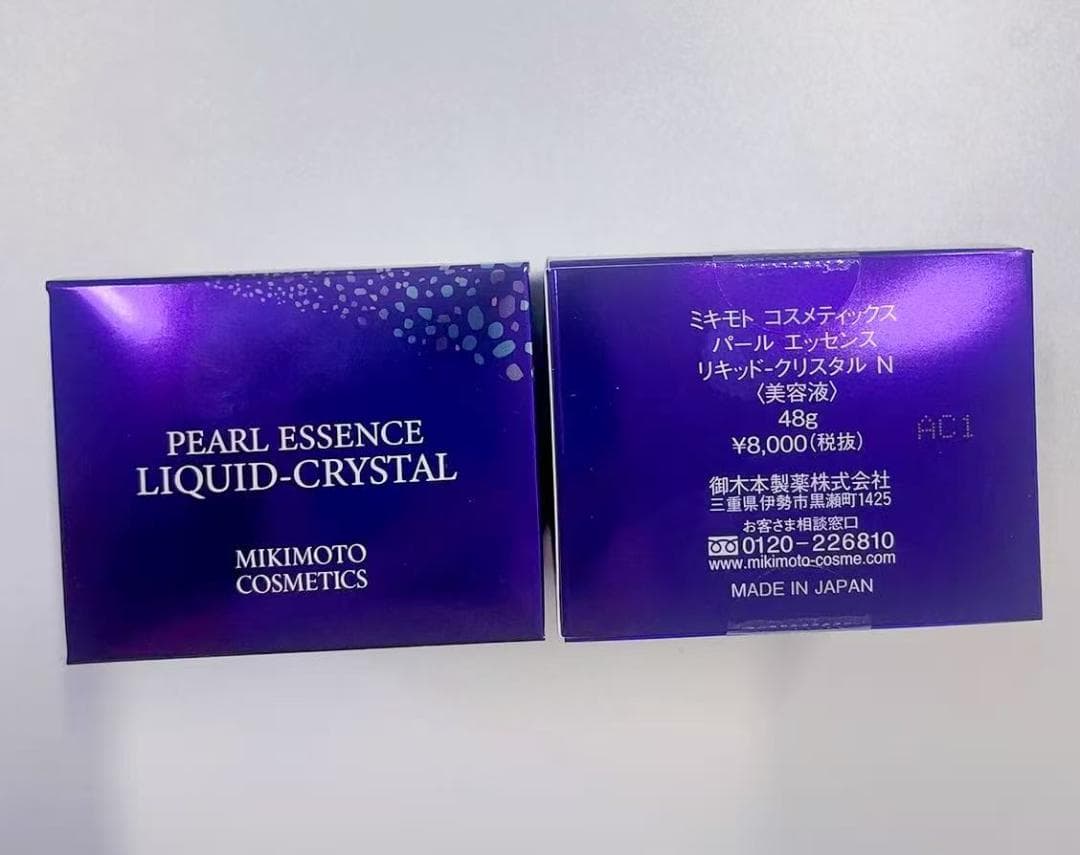 PEARL ESSENCE
LIQUID-CRYSTAL
MIKIMOTO
COSMETICS
ミキモト コスメティックス
パール エッセンス
リキッド-クリスタル N
〈美容液〉
48g
¥8,000(税抜)
AC1
御木本製薬株式会社
三重県伊勢市黒瀬町1425
お客さま相談窓口
0120-226810
www.mikimoto-cosme.com
MADE IN JAPAN